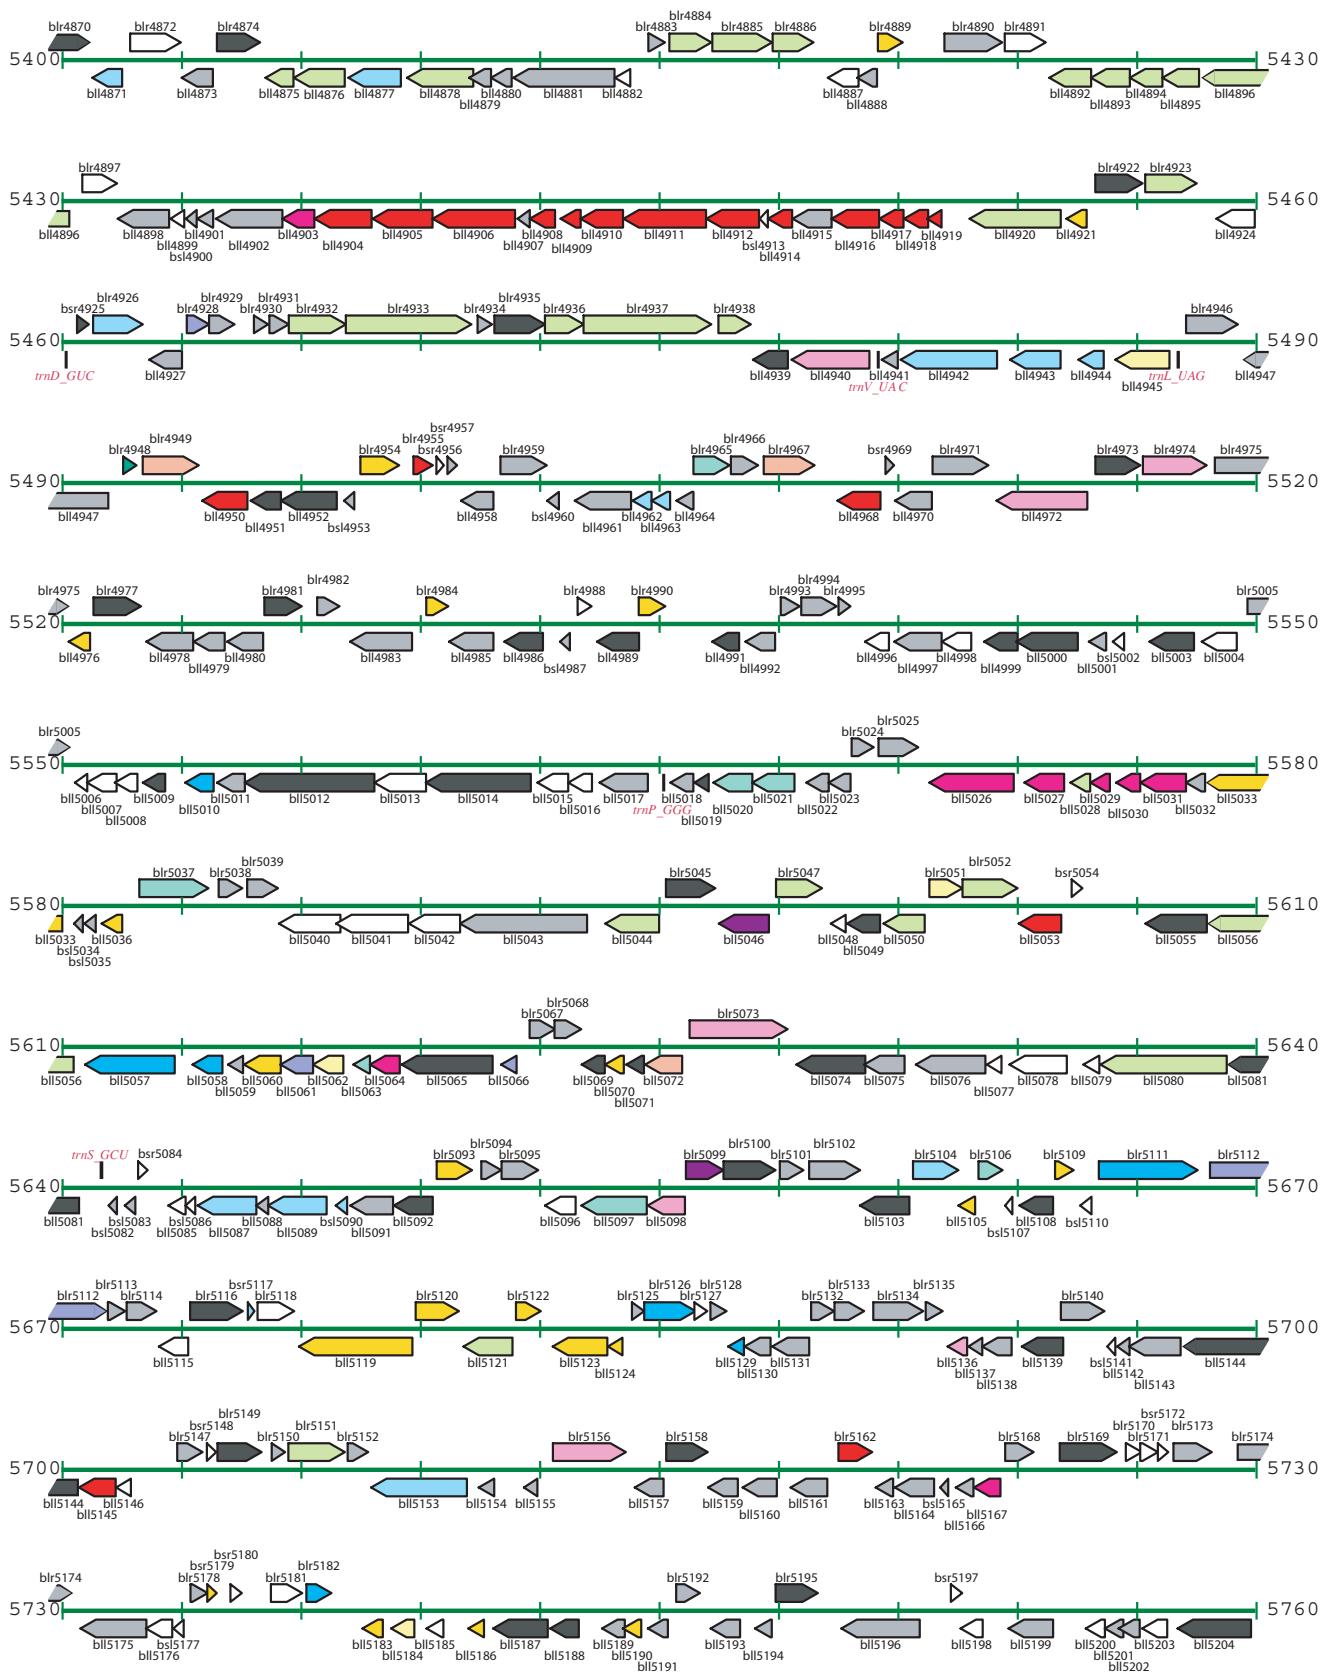 blr4870 blr4872 blr4874 blr4883 blr4884 blr4885 blr4886 blr4889 blr4890 blr4891
5400 5430
bll4871 bll4873 bll4875 bll4876 bll4877 bll4878 bll4879 bll4880 bll4881 bll4882 bll4887 bll4888 bll4892 bll4893 bll4894 bll4895 bll4896
blr4897 blr4922 blr4923
5430 5460
bll4896 bll4898 bll4899 bsl4900 bll4901 bll4902 bll4903 bll4904 bll4905 bll4906 bll4907 bll4908 bll4909 bll4910 bll4911 bll4912 bsl4913 bll4914 bll4915 bll4916 bll4917 bll4918 bll4919 bll4920 bll4921 bll4924
bsr4925 blr4926 blr4928 blr4929 blr4930 blr4931 blr4932 blr4933 blr4934 blr4935 blr4936 blr4937 blr4938 blr4946
5460 5490
trnD_GUC bll4927 bll4939 bll4940 trnV_UAC bll4941 bll4942 bll4943 bll4944 bll4945 trnL_UAG bll4947
blr4948 blr4949 blr4954 blr4955 bsr4956 bsr4957 blr4959 blr4965 blr4966 blr4967 bsr4969 blr4971 blr4973 blr4974 blr4975
5490 5520
bll4947 bll4950 bll4951 bll4952 bsl4953 bll4958 bsl4960 bll4961 bll4962 bll4963 bll4964 bll4968 bll4970 bll4972
blr4975 blr4977 blr4981 blr4982 blr4984 blr4988 blr4990 blr4993 blr4994 blr4995 blr5005
5520 5550
bll4976 bll4978 bll4979 bll4980 bll4983 bll4985 bll4986 bsl4987 bll4989 bll4991 bll4992 bll4996 bll4997 bll4998 bll4999 bll5000 bll5001 bsl5002 bll5003 bll5004
blr5005 blr5024 blr5025
5550 5580
bll5006 bll5007 bll5008 bll5009 bll5010 bll5011 bll5012 bll5013 bll5014 bll5015 bll5016 bll5017 trnP_GGG bll5018 bll5019 bll5020 bll5021 bll5022 bll5023 bll5026 bll5027 bll5028 bll5029 bll5030 bll5031 bll5032 bll5033
blr5037 blr5038 blr5039 blr5045 blr5047 blr5051 blr5052 bsr5054
5580 5610
bll5033 bsl5034 bsl5035 bll5036 bll5040 bll5041 bll5042 bll5043 bll5044 bll5046 bll5048 bll5049 bll5050 bll5053 bll5055 bll5056
blr5067 blr5068 blr5073
5610 5640
bll5056 bll5057 bll5058 bll5059 bll5060 bll5061 bll5062 bll5063 bll5064 bll5065 bll5066 bll5069 bll5070 bll5071 bll5072 bll5074 bll5075 bll5076 bll5077 bll5078 bll5079 bll5080 bll5081
trnS_GCU bsr5084 blr5093 blr5094 blr5095 blr5099 blr5100 blr5101 blr5102 blr5104 blr5106 blr5109 blr5111 blr5112
5640 5670
bll5081 bsl5082 bsl5083 bll5085 bsl5086 bll5087 bll5088 bll5089 bsl5090 bll5091 bll5092 bll5096 bll5097 bll5098 bll5103 bll5105 bsl5107 bll5108 bsl5110
blr5112 blr5113 blr5114 blr5116 bsr5117 blr5118 blr5120 blr5122 blr5125 blr5126 blr5127 blr5128 blr5132 blr5133 blr5134 blr5135 blr5140
5670 5700
bll5115 bll5119 bll5121 bll5123 bll5124 bll5129 bll5130 bll5131 bll5136 bll5137 bll5138 bll5139 bsl5141 bll5142 bll5143 bll5144
blr5147 bsr5148 blr5149 blr5150 blr5151 blr5152 blr5156 blr5158 blr5162 blr5168 blr5169 blr5170 blr5171 bsr5172 blr5173 blr5174
5700 5730
bll5144 bll5145 bll5146 bll5153 bll5154 bll5155 bll5157 bll5159 bll5160 bll5161 bll5163 bll5164 bsl5165 bll5166 bll5167
blr5174 blr5178 bsr5179 bsr5180 blr5181 blr5182 blr5192 blr5195 bsr5197
5730 5760
bll5175 bll5176 bsl5177 bll5183 bll5184 bll5185 bll5186 bll5187 bll5188 bll5189 bll5190 bll5191 bll5193 bll5194 bll5196 bll5198 bll5199 bll5200 bll5201 bll5202 bll5203 bll5204